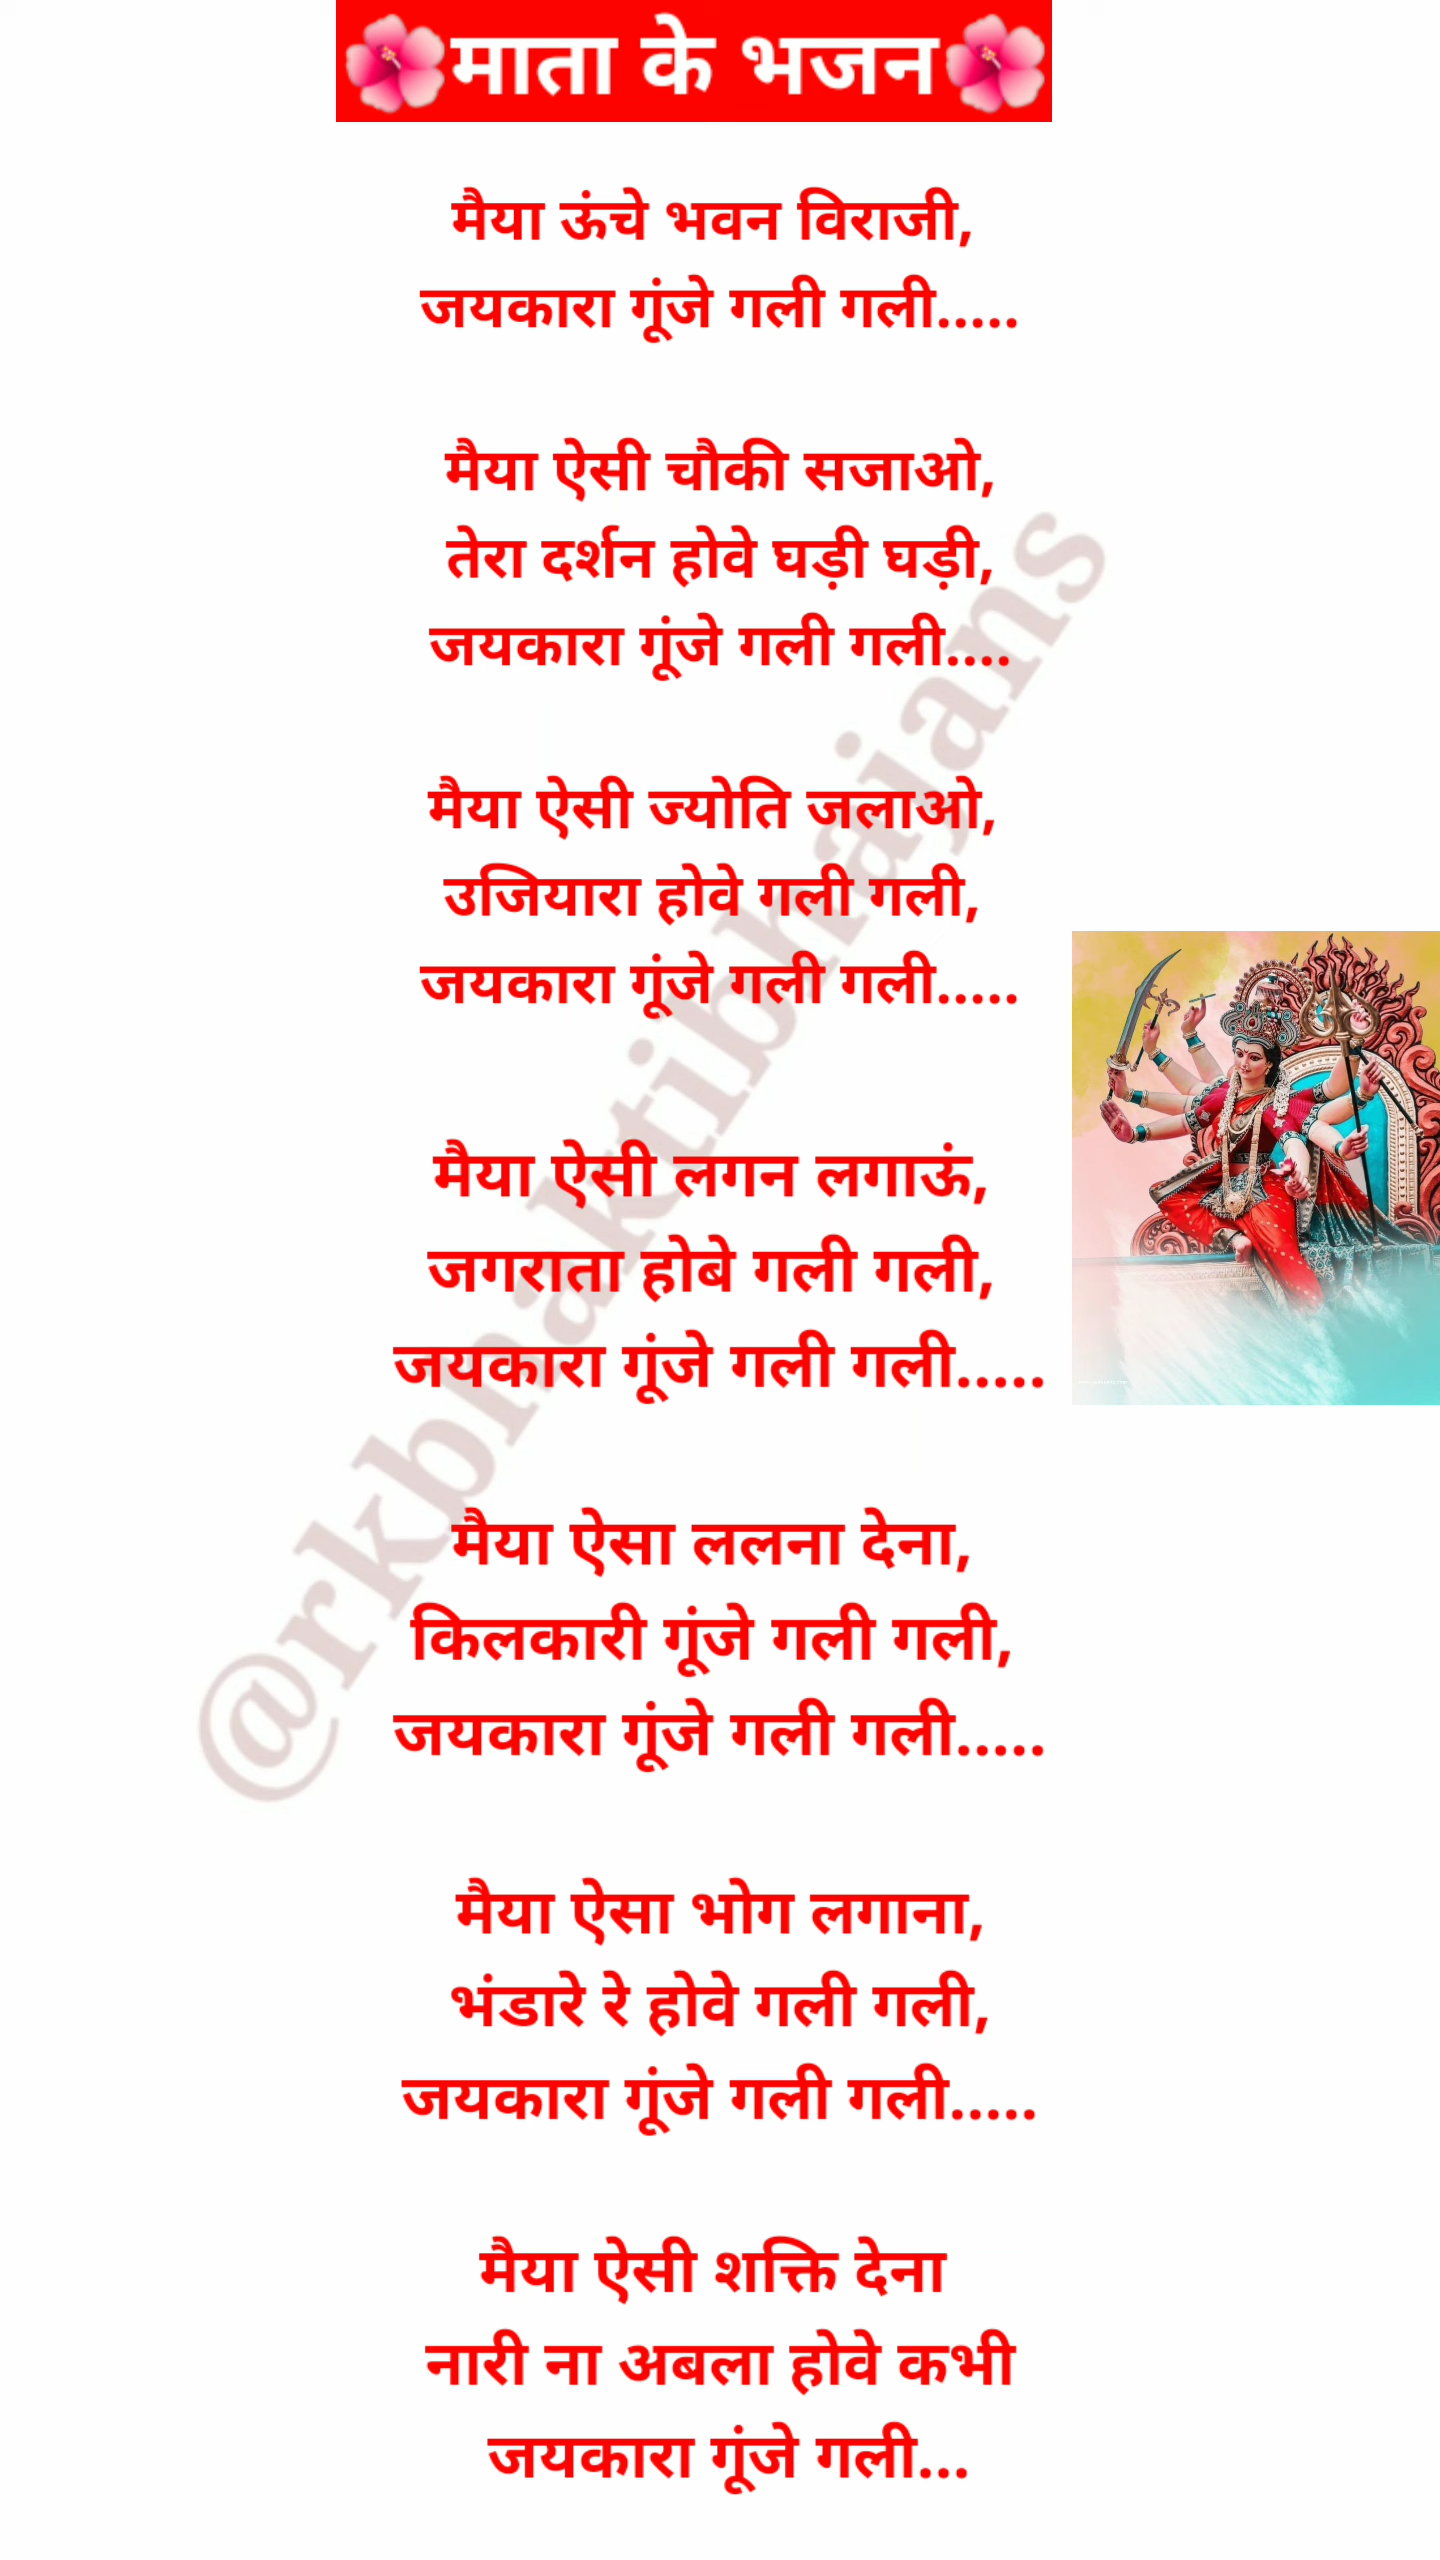 🌺माता के भजन🌺
मैया ऊंचे भवन विराजी,
जयकारा गूंजे गली गली.....
मैया ऐसी चौकी सजाओ,
तेरा दर्शन होवे घड़ी घड़ी,
जयकारा गूंजे गली गली....
मैया ऐसी ज्योति जलाओ,
उजियारा होवे गली गली,
जयकारा गूंजे गली गली.....
मैया ऐसी लगन लगाऊं,
जगराता होबे गली गली,
जयकारा गूंजे गली गली.....
मैया ऐसा ललना देना,
किलकारी गूंजे गली गली,
जयकारा गूंजे गली गली.....
मैया ऐसा भोग लगाना,
भंडारे रे होवे गली गली,
जयकारा गूंजे गली गली.....
मैया ऐसी शक्ति देना
नारी ना अबला होवे कभी
जयकारा गूंजे गली...
@rkbhaktibhajans